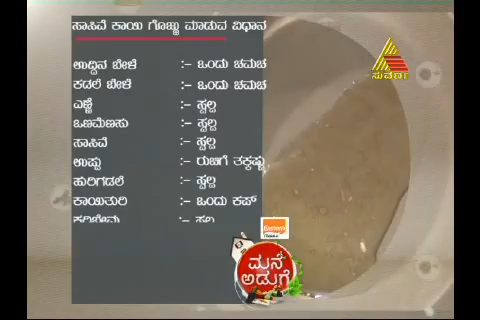 ಸಾಸಿವೆ ಕಾಯಿ ಗೊಜ್ಜು ಮಾಡುವ ವಿಧಾನ
ಉದ್ದಿನ ಬೇಳೆ :- ಒಂದು ಚಮಚ
ಕಡಲೆ ಬೇಳೆ :- ಒಂದು ಚಮಚ
ಎಣ್ಣೆ :- ಸ್ವಲ್ಪ
ಒಣಮೆಣಸು :- ಸ್ವಲ್ಪ
ಸಾಸಿವೆ :- ಸ್ವಲ್ಪ
ಉಪ್ಪು :- ರುಚಿಗೆ ತಕ್ಕಷ್ಟು
ಹುರಿಗಡಲೆ :- ಸ್ವಲ್ಪ
ಕಾಯಿತುರಿ :- ಒಂದು ಕಪ್
ಸುವರ್ಣ
ಮನೆ
ಅಡುಗೆ